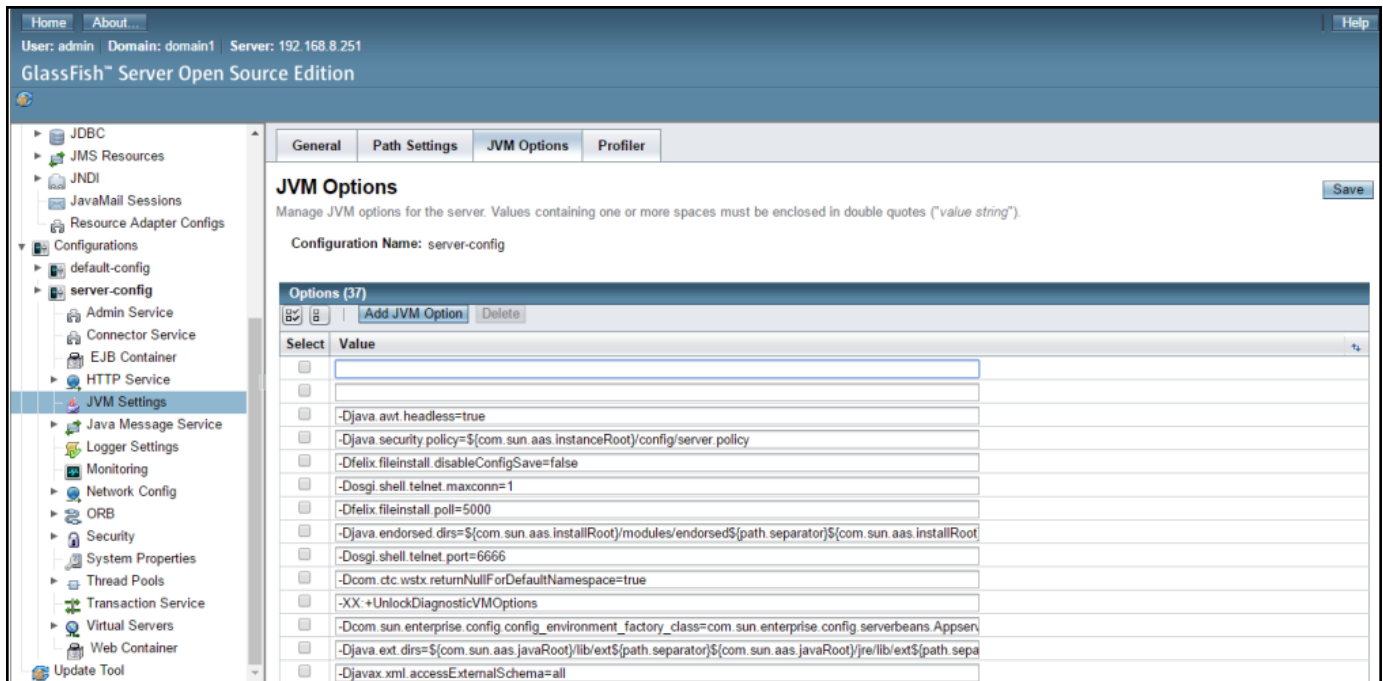 Home About... Help
User: admin Domain: domain1 Server: 192.168.8.251
GlassFish™ Server Open Source Edition
JDBC
JMS Resources
JNDI
JavaMail Sessions
Resource Adapter Configs
Configurations
default-config
server-config
Admin Service
Connector Service
EJB Container
HTTP Service
JVM Settings
Java Message Service
Logger Settings
Monitoring
Network Config
ORB
Security
System Properties
Thread Pools
Transaction Service
Virtual Servers
Web Container
Update Tool
General Path Settings JVM Options Profiler
JVM Options
Save
Manage JVM options for the server. Values containing one or more spaces must be enclosed in double quotes ("value string").
Configuration Name: server-config
Options (37)
Add JVM Option Delete
Select Value
-Djava.awt.headless=true
-Djava.security.policy=${com.sun.aas.instanceRoot}/config/server.policy
-Dfelix.fileinstall.disableConfigSave=false
-Dosgi.shell.telnet.maxconn=1
-Dfelix.fileinstall.poll=5000
-Djava.endorsed.dirs=${com.sun.aas.installRoot}/modules/endorsed${path.separator}${com.sun.aas.installRoot
-Dosgi.shell.telnet.port=6666
-Dcom.ctc.wstx.returnNullForDefaultNamespace=true
-XX:+UnlockDiagnosticVMOptions
-Dcom.sun.enterprise.config.config_environment_factory_class=com.sun.enterprise.config.serverbeans.Appserv
-Djava.ext.dirs=${com.sun.aas.javaRoot}/lib/ext${path.separator}${com.sun.aas.javaRoot}/jre/lib/ext${path.sepa
-Djavax.xml.accessExternalSchema=all